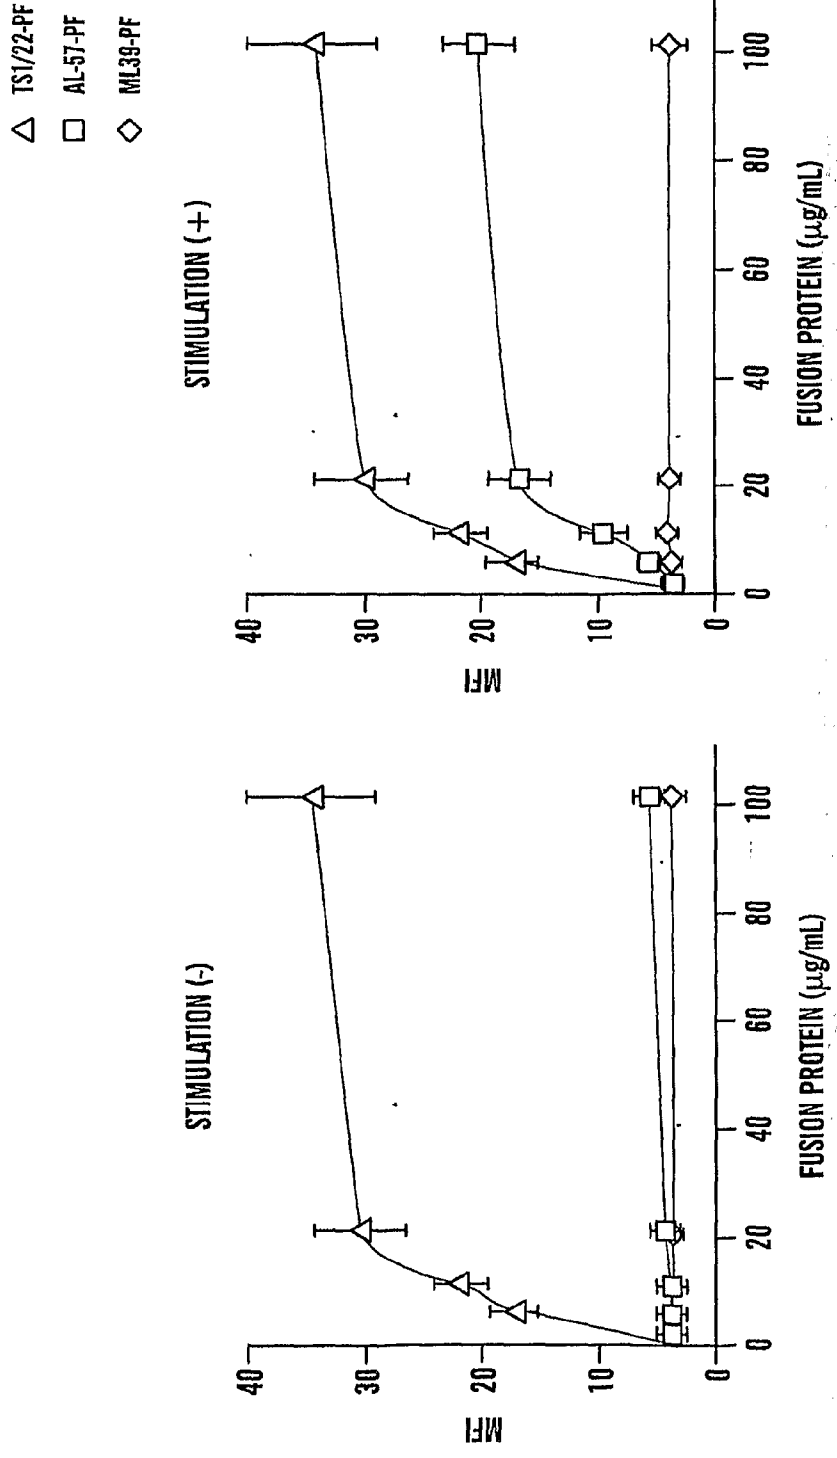 STIMULATION (-)
MFI
40
30
20
10
0
0 20 40 60 80 100
FUSION PROTEIN (µg/mL)
STIMULATION (+)
MFI
40
30
20
10
0
0 20 40 60 80 100
FUSION PROTEIN (µg/mL)
TS1/22-PF
AL-57-PF
ML39-PF